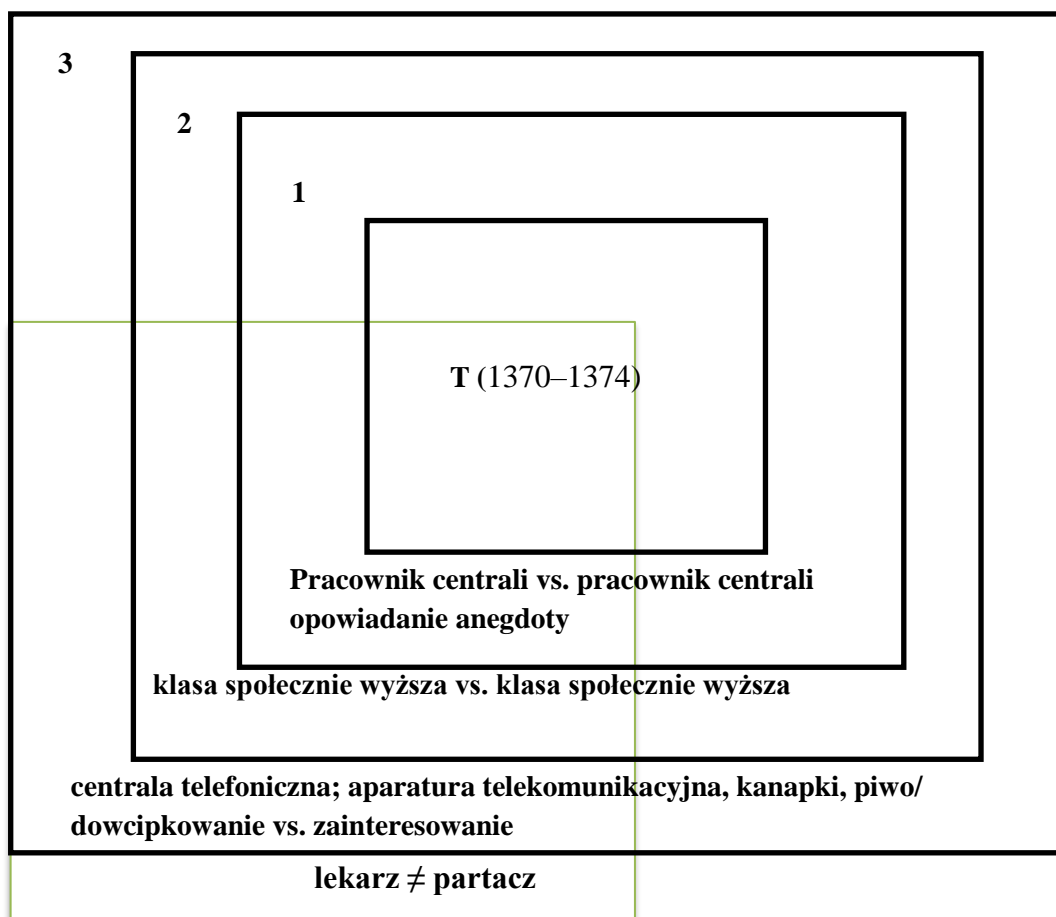 3
2
1
T (1370–1374)
Pracownik centrali vs. pracownik centrali
opowiadanie anegdoty
klasa społecznie wyższa vs. klasa społecznie wyższa
centrala telefoniczna; aparatura telekomunikacyjna, kanapki, piwo/
dowcipkowanie vs. zainteresowanie
lekarz ≠ partacz